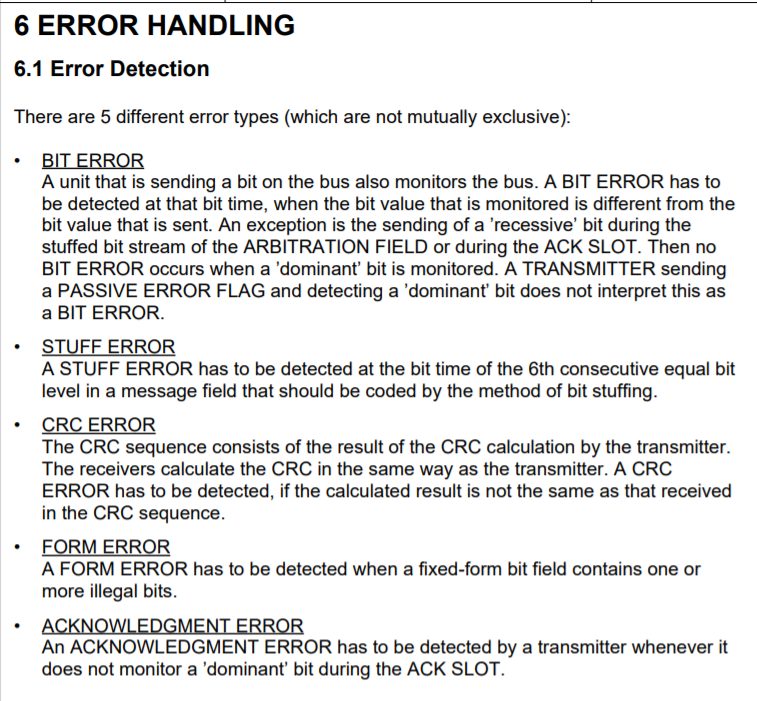 6 ERROR HANDLING
6.1 Error Detection
There are 5 different error types (which are not mutually exclusive):
• BIT ERROR
A unit that is sending a bit on the bus also monitors the bus. A BIT ERROR has to
be detected at that bit time, when the bit value that is monitored is different from the
bit value that is sent. An exception is the sending of a ’recessive’ bit during the
stuffed bit stream of the ARBITRATION FIELD or during the ACK SLOT. Then no
BIT ERROR occurs when a ’dominant’ bit is monitored. A TRANSMITTER sending
a PASSIVE ERROR FLAG and detecting a ’dominant’ bit does not interpret this as
a BIT ERROR.
• STUFF ERROR
A STUFF ERROR has to be detected at the bit time of the 6th consecutive equal bit
level in a message field that should be coded by the method of bit stuffing.
• CRC ERROR
The CRC sequence consists of the result of the CRC calculation by the transmitter.
The receivers calculate the CRC in the same way as the transmitter. A CRC
ERROR has to be detected, if the calculated result is not the same as that received
in the CRC sequence.
• FORM ERROR
A FORM ERROR has to be detected when a fixed-form bit field contains one or
more illegal bits.
• ACKNOWLEDGMENT ERROR
An ACKNOWLEDGMENT ERROR has to be detected by a transmitter whenever it
does not monitor a ’dominant’ bit during the ACK SLOT.